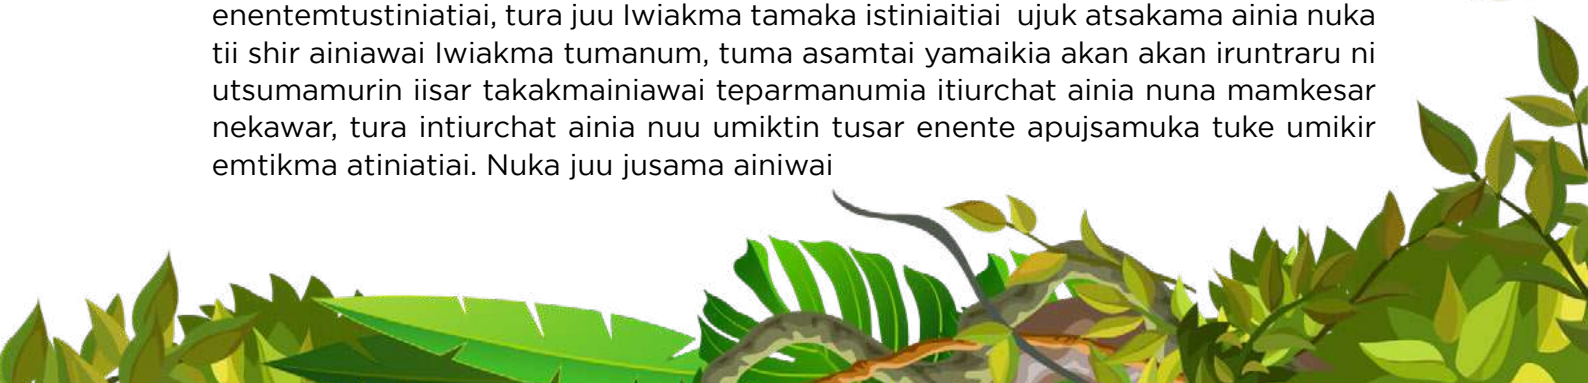 enentemtustiniatiai, tura juu Iwiakma tamaka istiniaitiai ujuk atsakama ainia nuka
tii shir ainiawai Iwiakma tumanum, tuma asamtai yamaikia akan akan iruntraru ni
utsumamurin iisar takakmainiawai teparmanumia itiurchat ainia nuna mamkesar
nekawar, tura intiurchat ainia nuu umiktin tusar enente apujsamuka tuke umikir
emtikma atiniatiai. Nuka juu jusama ainiwai